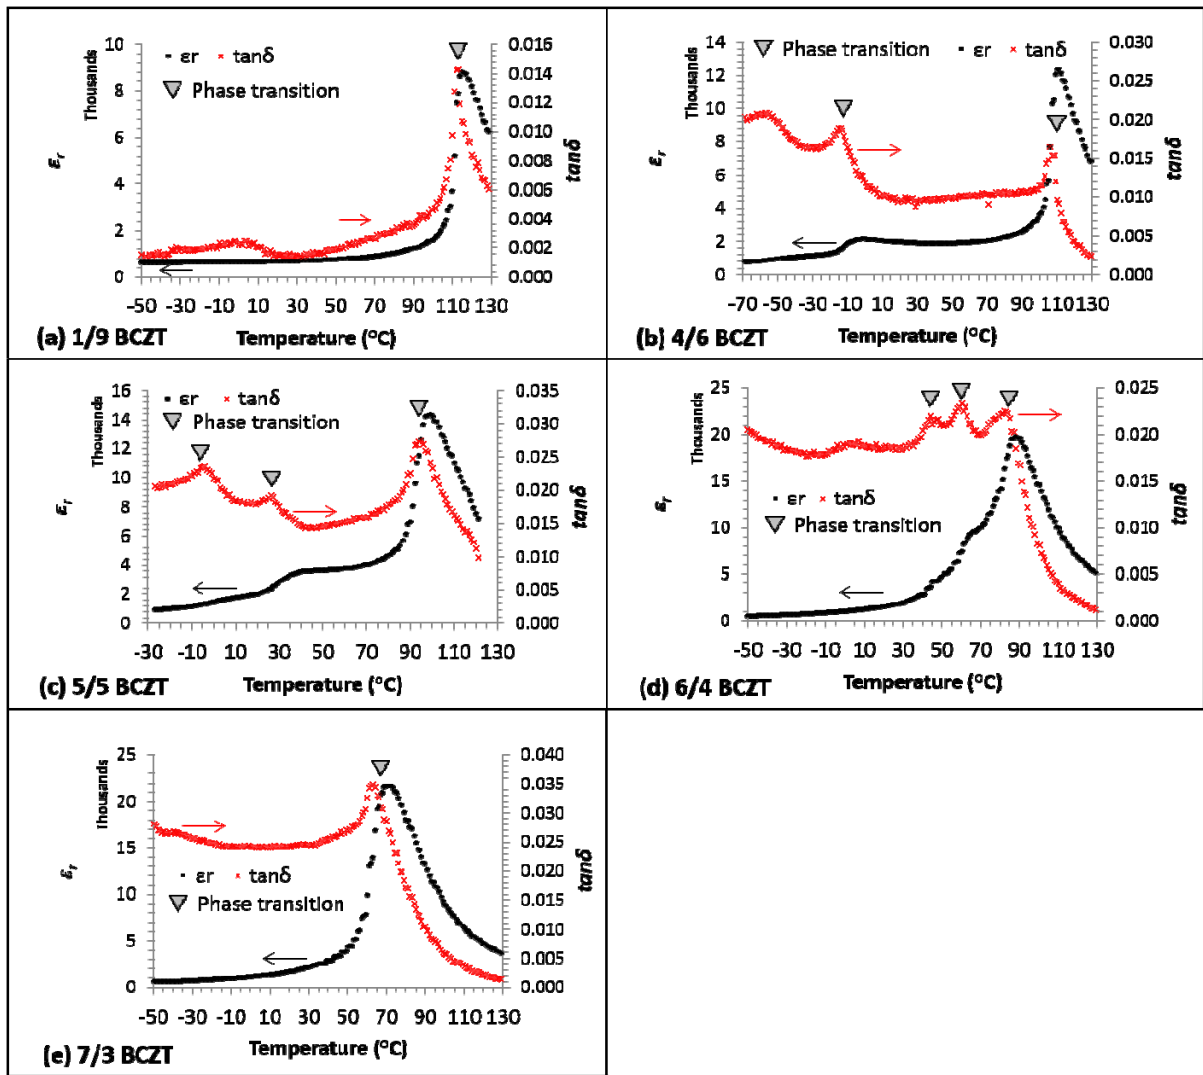 10
0.016
εr tanδ
Phase transition
Thousands
8
6
4
2
0
0.014
0.012
0.010
0.008
0.006
0.004
0.002
0.000
εr
tanδ
-50 -30 -10 10 30 50 70 90 110 130
(a) 1/9 BCZT Temperature (°C)
14
0.030
Phase transition εr tanδ
Thousands
12
10
8
6
4
2
0
0.025
0.020
0.015
0.010
0.005
0.000
εr
tanδ
-70 -50 -30 -10 10 30 50 70 90 110 130
(b) 4/6 BCZT Temperature (°C)
16
0.035
εr tanδ
Phase transition
Thousands
14
12
10
8
6
4
2
0
0.030
0.025
0.020
0.015
0.010
0.005
0.000
εr
tanδ
-30 -10 10 30 50 70 90 110 130
(c) 5/5 BCZT Temperature (°C)
25
0.025
Thousands
20
15
10
5
0
0.020
0.015
0.010
0.005
0.000
εr
tanδ
εr tanδ
Phase transition
-50 -30 -10 10 30 50 70 90 110 130
(d) 6/4 BCZT Temperature (°C)
25
0.040
Thousands
20
15
10
5
0
0.035
0.030
0.025
0.020
0.015
0.010
0.005
0.000
εr
tanδ
εr tanδ
Phase transition
-50 -30 -10 10 30 50 70 90 110 130
(e) 7/3 BCZT Temperature (°C)